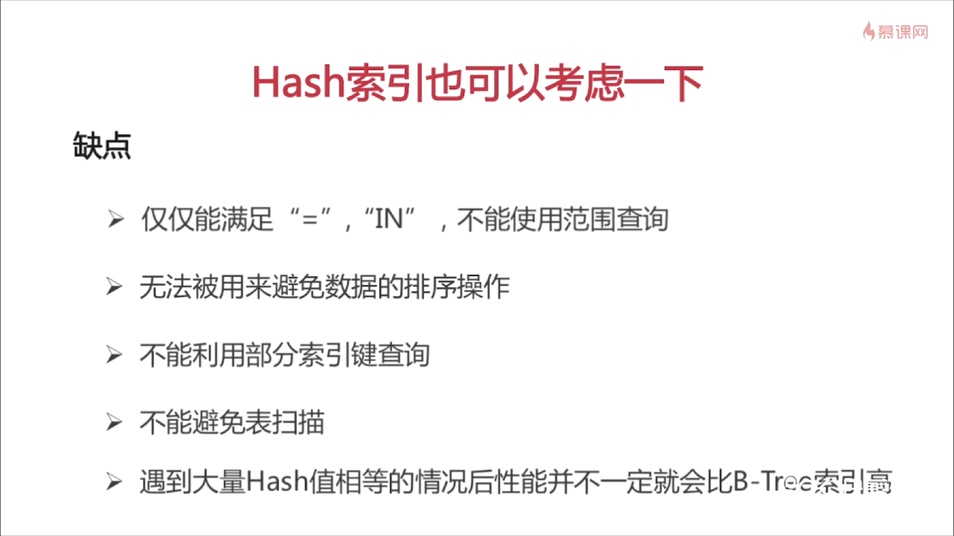 慕课网
Hash索引也可以考虑一下
缺点
➢ 仅仅能满足“=”,“IN”,不能使用范围查询
➢ 无法被用来避免数据的排序操作
➢ 不能利用部分索引键查询
➢ 不能避免表扫描
➢ 遇到大量Hash值相等的情况后性能并不一定就会比B-Tree索引高